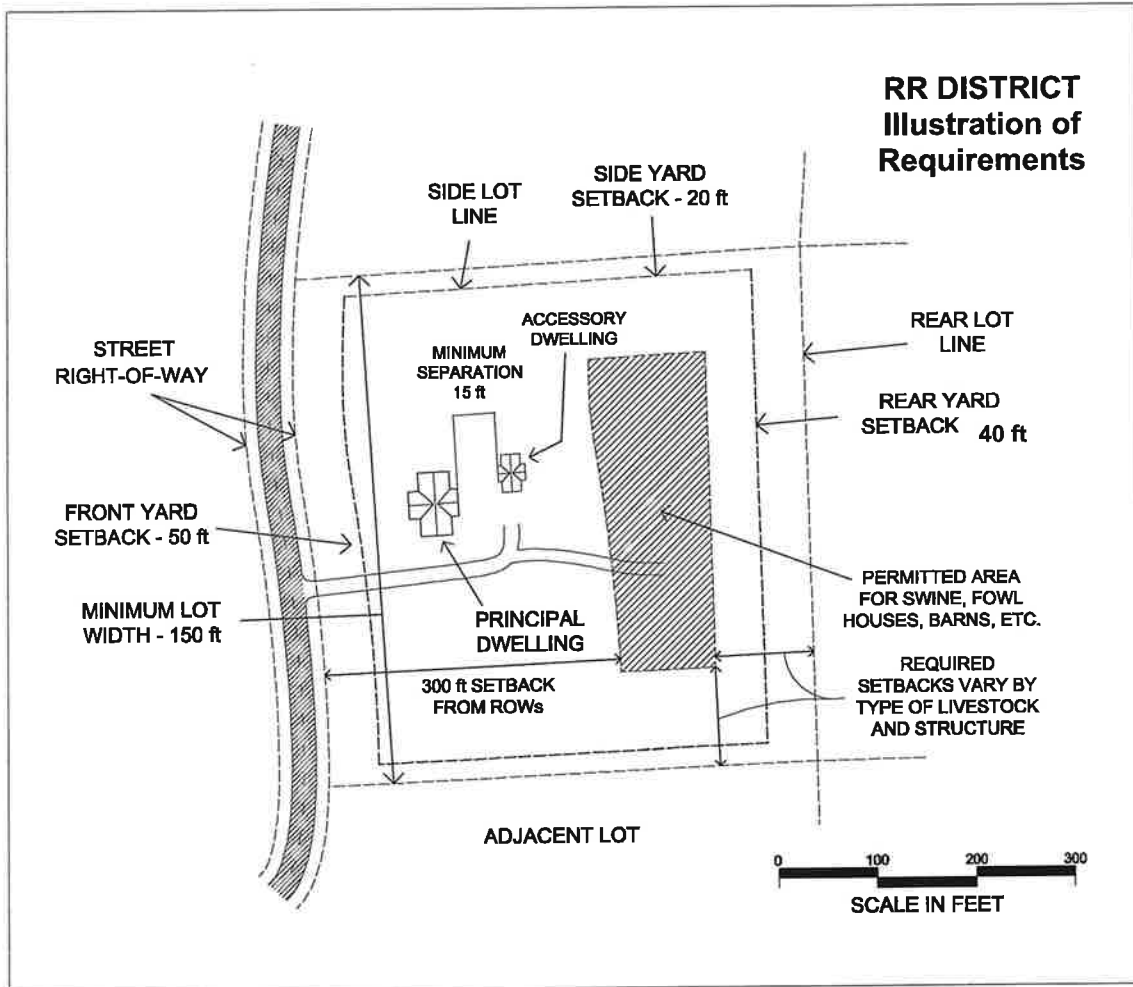 RR DISTRICT
Illustration of
Requirements
SIDE YARD
SETBACK - 20 ft
SIDE LOT
LINE
ACCESSORY
DWELLING
MINIMUM
SEPARATION
15 ft
STREET
RIGHT-OF-WAY
REAR LOT
LINE
REAR YARD
SETBACK 40 ft
FRONT YARD
SETBACK - 50 ft
MINIMUM LOT
WIDTH - 150 ft
PRINCIPAL
DWELLING
PERMITTED AREA
FOR SWINE, FOWL
HOUSES, BARNS, ETC.
300 ft SETBACK
FROM ROWs
REQUIRED
SETBACKS VARY BY
TYPE OF LIVESTOCK
AND STRUCTURE
ADJACENT LOT
0 100 200 300
SCALE IN FEET